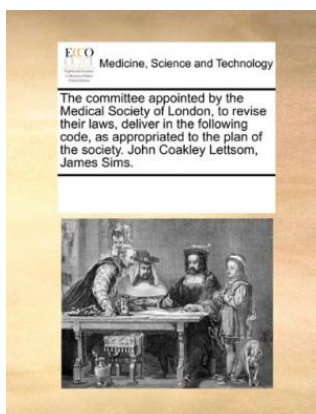 ECCO
Medicine, Science and Technology
The committee appointed by the
Medical Society of London, to revise
their laws, deliver in the following
code, as appropriated to the plan of
the society. John Coakley Lettsom,
James Sims.